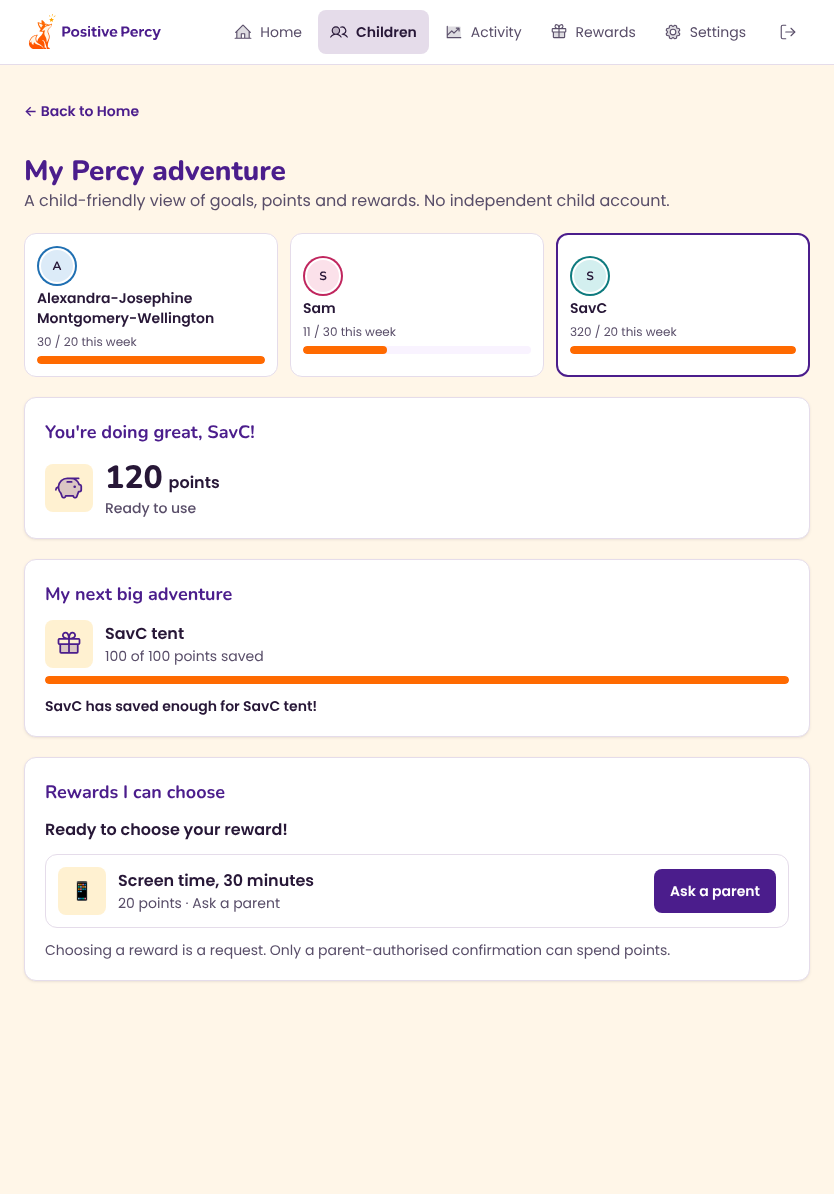 Positive Percy
Home
Children
Activity
Rewards
Settings
← Back to Home
My Percy adventure
A child-friendly view of goals, points and rewards. No independent child account.
A
Alexandra-Josephine
Montgomery-Wellington
30 / 20 this week
S
Sam
11 / 30 this week
S
SavC
320 / 20 this week
You're doing great, SavC!
120 points
Ready to use
My next big adventure
SavC tent
100 of 100 points saved
SavC has saved enough for SavC tent!
Rewards I can choose
Ready to choose your reward!
Screen time, 30 minutes
20 points · Ask a parent
Ask a parent
Choosing a reward is a request. Only a parent-authorised confirmation can spend points.